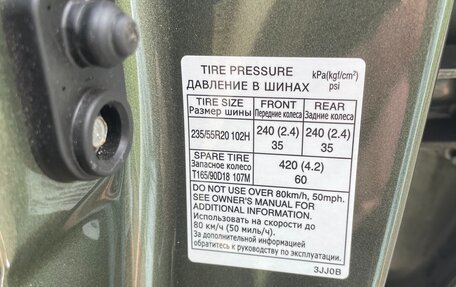 TIRE PRESSURE kPa(kgf/cm²)
ДАВЛЕНИЕ В ШИНАХ psi
TIRE SIZE FRONT REAR
Размер шины Передние колеса Задние колеса
235/55R20 102H 240 (2.4) 240 (2.4)
35 35
SPARE TIRE 420 (4.2)
Запасное колесо
T165/90D18 107M 60
DO NOT USE OVER 80km/h, 50mph.
SEE OWNER'S MANUAL FOR
ADDITIONAL INFORMATION.
Использовать на скорости до
80 км/ч (50 миль/ч).
За дополнительной информацией
обратитесь к руководству по эксплуатации.
3JJ0B